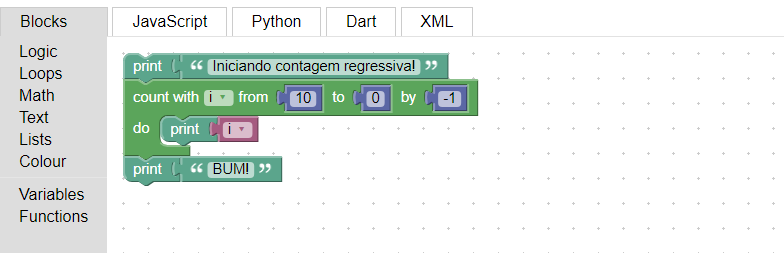 Blocks JavaScript Python Dart XML
Logic
Loops
Math
Text
Lists
Colour
Variables
Functions
print “ Iniciando contagem regressiva! ”
count with i from 10 to 0 by -1
do print i
print “ BUM! ”